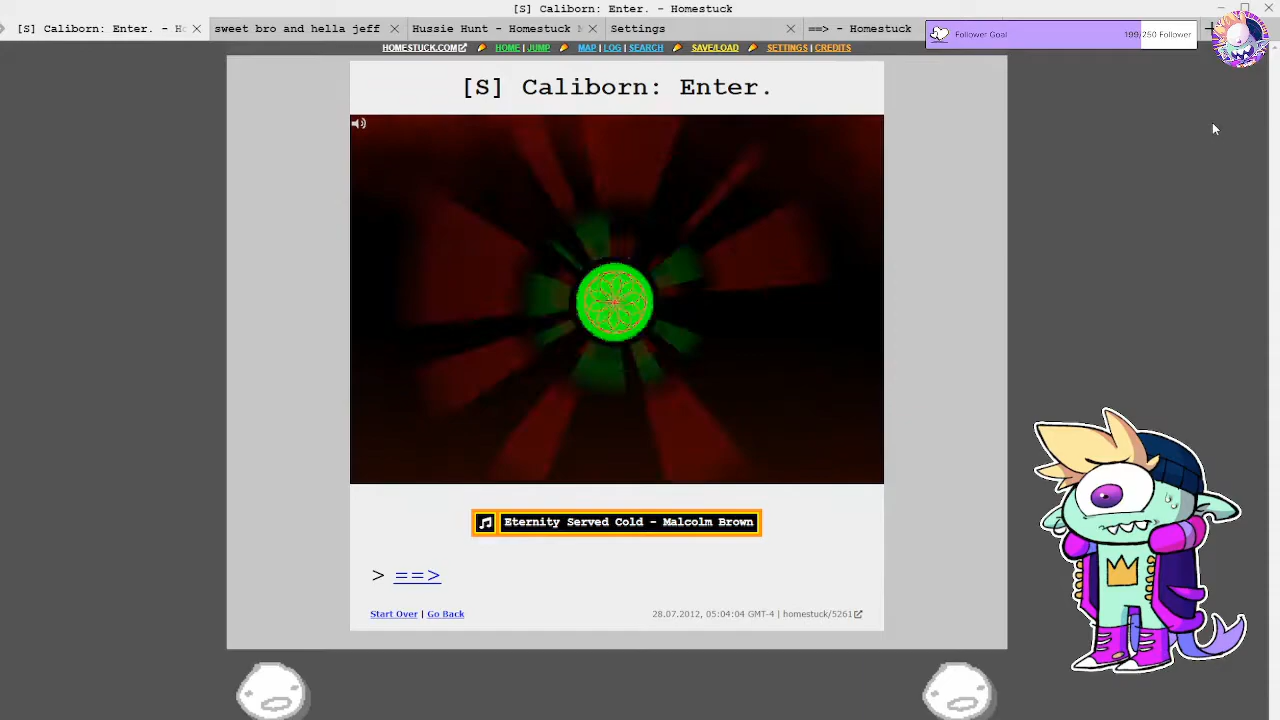 [S] Caliborn: Enter. - Homestuck
[S] Caliborn: Enter. - Ho
sweet bro and hella jeff
Hussie Hunt - Homestuck
Settings
==> - Homestuck
Follower Goal
199/250 Follower
HOMESTUCK.COM
HOME | JUMP
MAP | LOG | SEARCH
SAVE/LOAD
SETTINGS | CREDITS
[S] Caliborn: Enter.
Eternity Served Cold - Malcolm Brown
> ==>
Start Over | Go Back
28.07.2012, 05:04:04 GMT-4 | homestuck/5261